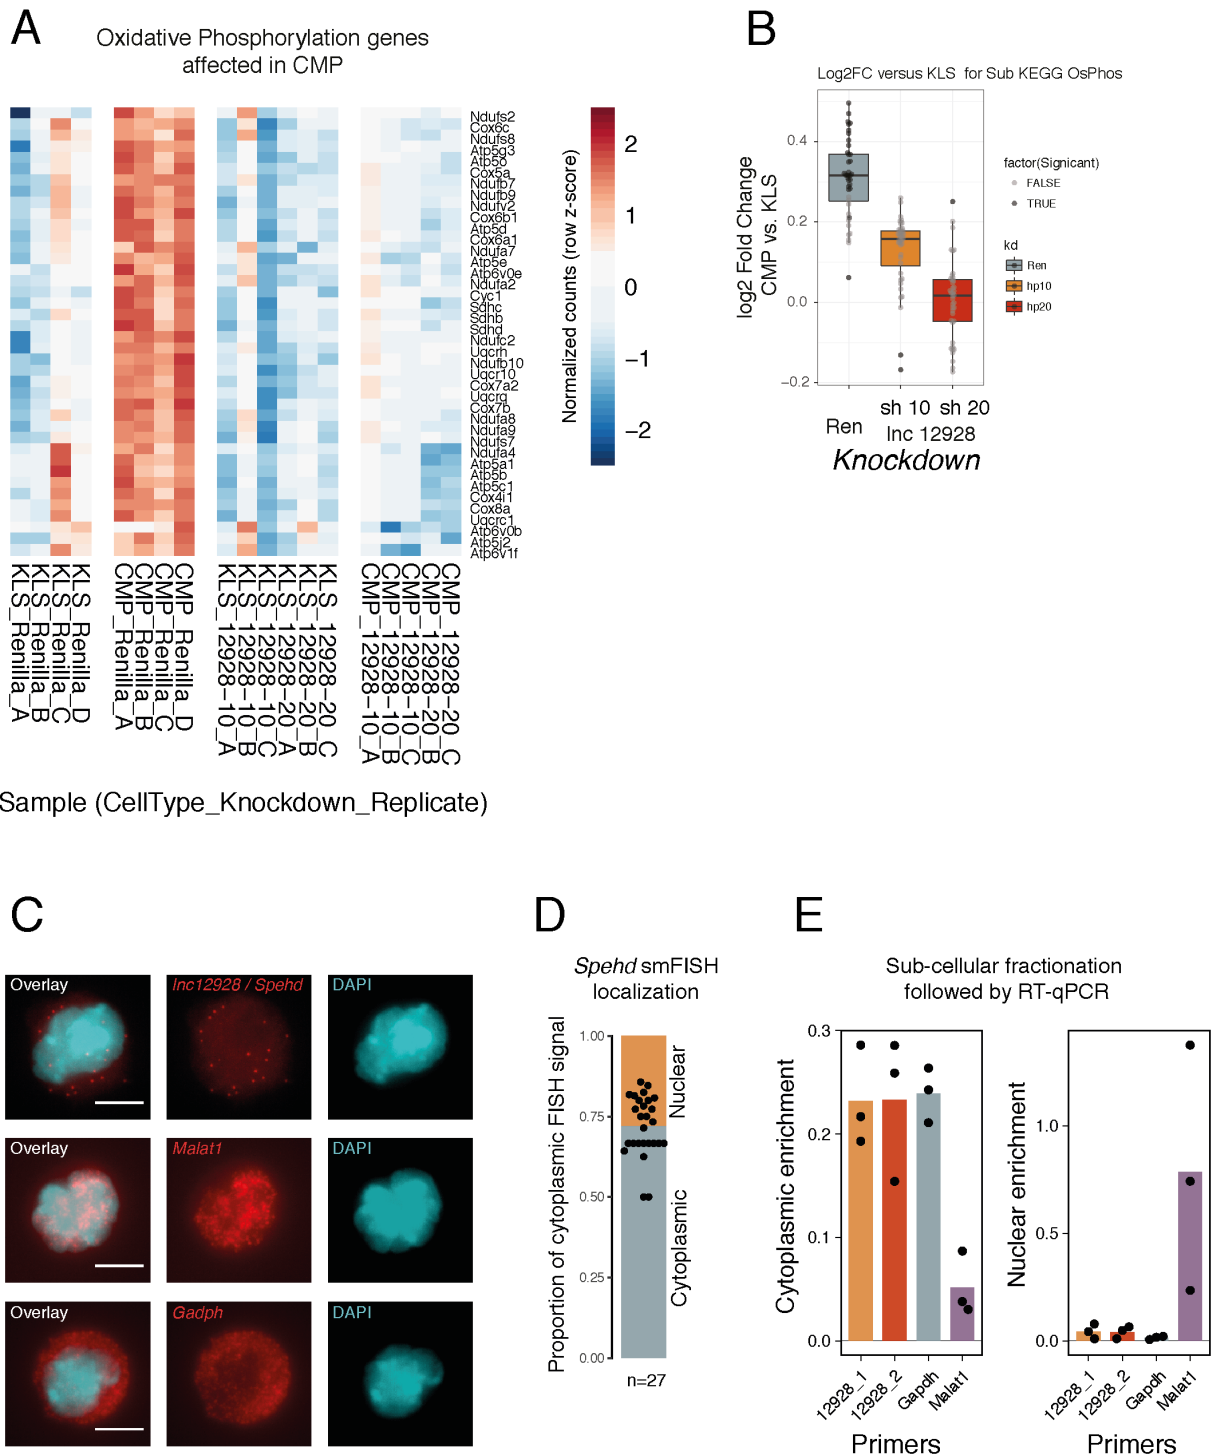 A
Oxidative Phosphorylation genes
affected in CMP
Ndufs2
Cox6c
Ndufs8
Atp5g3
Atp5o
Cox5a
Ndufb7
Ndufb9
Ndufv2
Cox6b1
Atp5d
Cox6a1
Ndufa7
Atp5e
Atp6v0e
Ndufa2
Cyc1
Sdhc
Sdhb
Sdhd
Ndufc2
Uqcrh
Ndufb10
Uqcr10
Cox7a2
Uqcrq
Cox7b
Ndufa8
Ndufa9
Ndufs7
Ndufa4
Atp5a1
Atp5b
Atp5c1
Cox4i1
Cox8a
Uqcrc1
Atp6v0b
Atp5j2
Atp6v1f
KLS_Renilla_A
KLS_Renilla_B
KLS_Renilla_C
KLS_Renilla_D
CMP_Renilla_A
CMP_Renilla_B
CMP_Renilla_C
CMP_Renilla_D
KLS_12928−10_A
KLS_12928−10_B
KLS_12928−10_C
KLS_12928−20_A
KLS_12928−20_B
KLS_12928−20_C
CMP_12928−10_A
CMP_12928−10_B
CMP_12928−10_C
CMP_12928−20_B
CMP_12928−20_C
Sample (CellType_Knockdown_Replicate)
Normalized counts (row z−score)
2
1
0
−1
−2
B
Log2FC versus KLS for Sub KEGG OsPhos
log2 Fold Change
CMP vs. KLS
0.4
0.2
0.0
−0.2
Ren
sh 10 sh 20
lnc 12928
Knockdown
factor(Signicant)
FALSE
TRUE
kd
Ren
hp10
hp20
C
Overlay
lnc12928 / Spehd
DAPI
Overlay
Malat1
DAPI
Overlay
Gadph
DAPI
D
Spehd smFISH
localization
Proportion of cytoplasmic FISH signal
1.00
0.75
0.50
0.25
0.00
Nuclear
Cytoplasmic
n=27
E
Sub-cellular fractionation
followed by RT-qPCR
Cytoplasmic enrichment
0.3
0.2
0.1
0.0
12928_1
12928_2
Gapdh
Malat1
Primers
Nuclear enrichment
1.0
0.5
0.0
12928_1
12928_2
Gapdh
Malat1
Primers